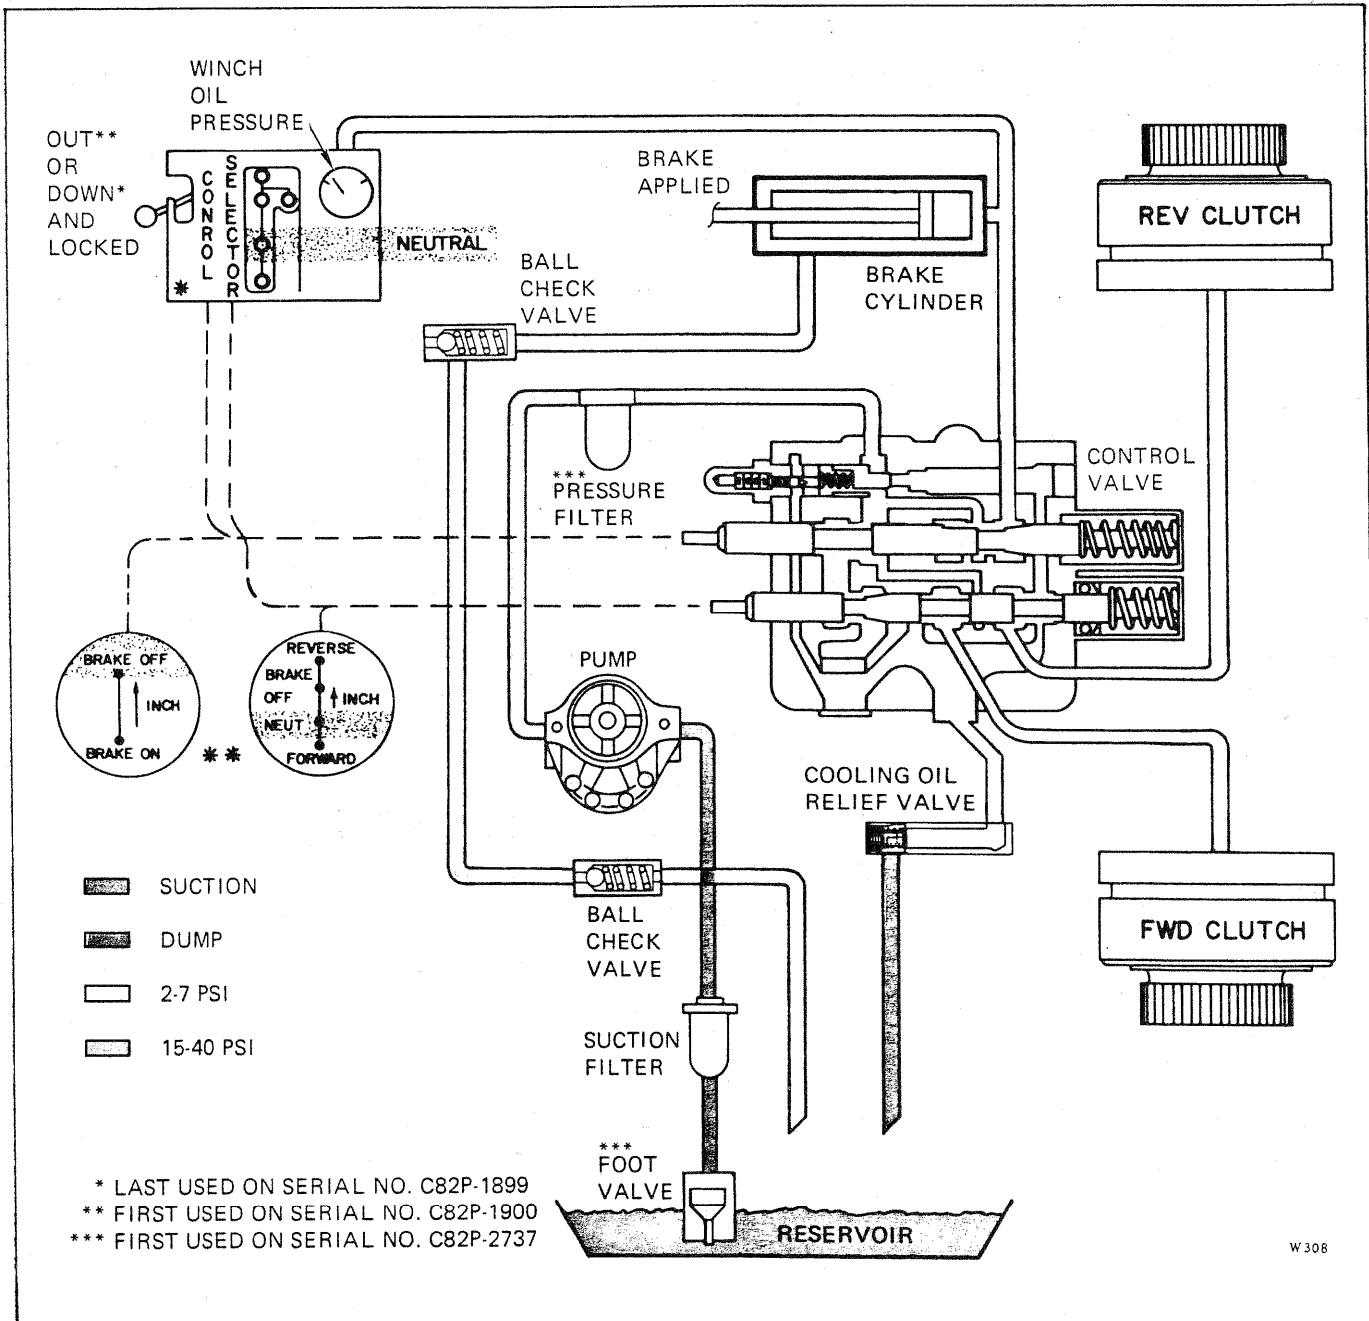 WINCH
OIL
PRESSURE
OUT**
OR
DOWN*
AND
LOCKED
CONROL
SELECTOR
*
NEUTRAL
BRAKE
APPLIED
BRAKE
CYLINDER
BALL
CHECK
VALVE
REV CLUTCH
***
PRESSURE
FILTER
CONTROL
VALVE
BRAKE OFF
INCH
BRAKE ON
**
REVERSE
BRAKE
OFF
INCH
NEUT
FORWARD
PUMP
COOLING OIL
RELIEF VALVE
SUCTION
DUMP
2-7 PSI
15-40 PSI
BALL
CHECK
VALVE
FWD CLUTCH
SUCTION
FILTER
***
FOOT
VALVE
RESERVOIR
* LAST USED ON SERIAL NO. C82P-1899
** FIRST USED ON SERIAL NO. C82P-1900
*** FIRST USED ON SERIAL NO. C82P-2737
W308